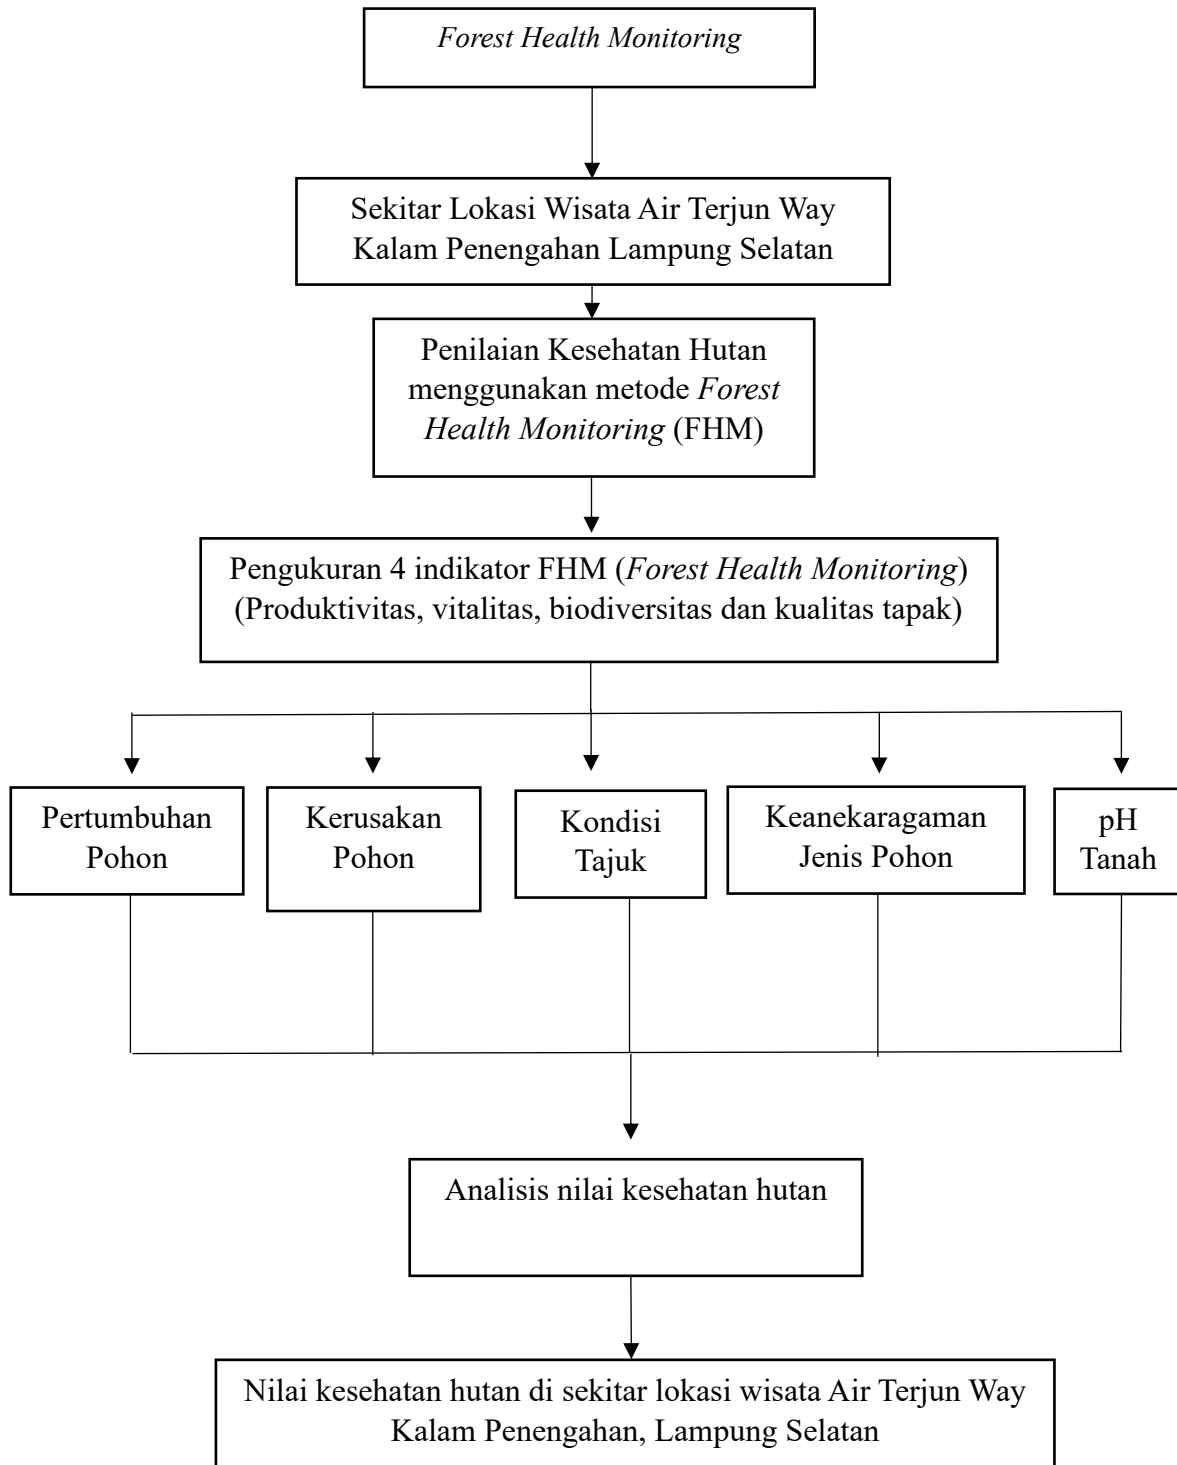 Forest Health Monitoring
Sekitar Lokasi Wisata Air Terjun Way
Kalam Penengahan Lampung Selatan
Penilaian Kesehatan Hutan
menggunakan metode Forest
Health Monitoring (FHM)
Pengukuran 4 indikator FHM (Forest Health Monitoring)
(Produktivitas, vitalitas, biodiversitas dan kualitas tapak)
Pertumbuhan
Pohon
Kerusakan
Pohon
Kondisi
Tajuk
Keanekaragaman
Jenis Pohon
pH
Tanah
Analisis nilai kesehatan hutan
Nilai kesehatan hutan di sekitar lokasi wisata Air Terjun Way
Kalam Penengahan, Lampung Selatan